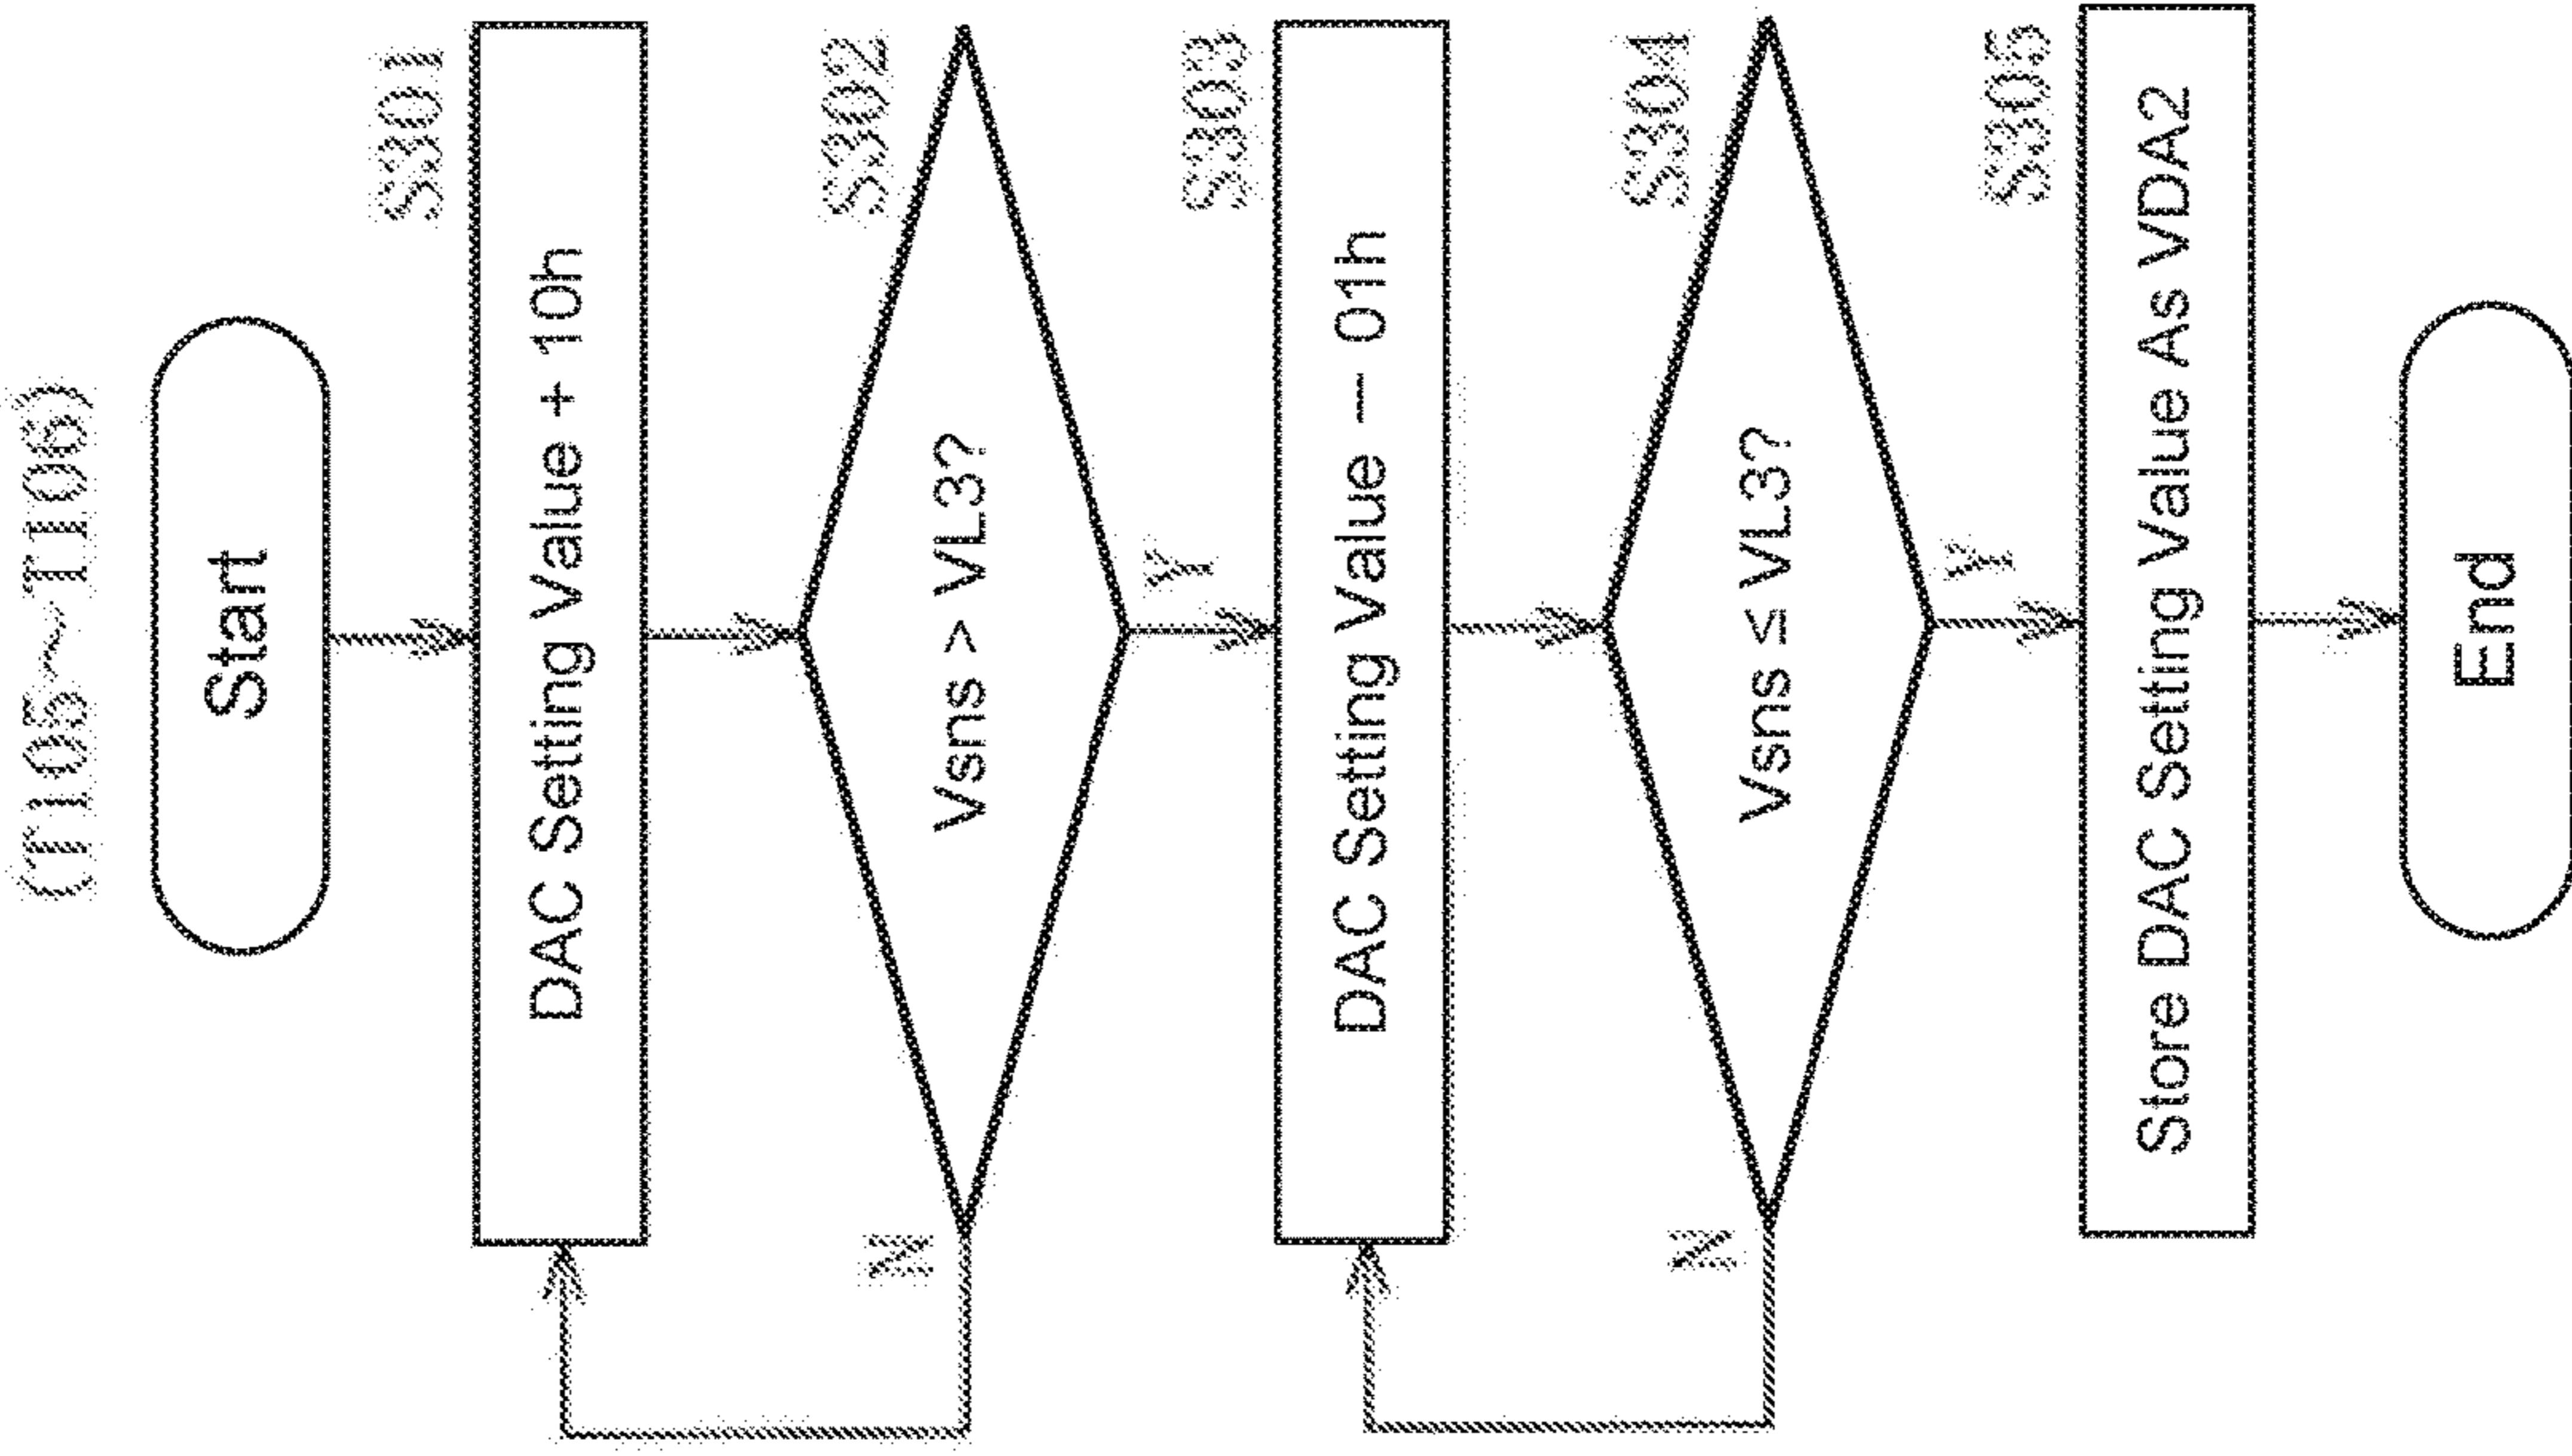 (T105~T106)
Start
S301
DAC Setting Value + 10h
S302
Vsns > VL3?
N
Y
S303
DAC Setting Value – 01h
S304
Vsns ≤ VL3?
N
Y
S305
Store DAC Setting Value As VDA2
End